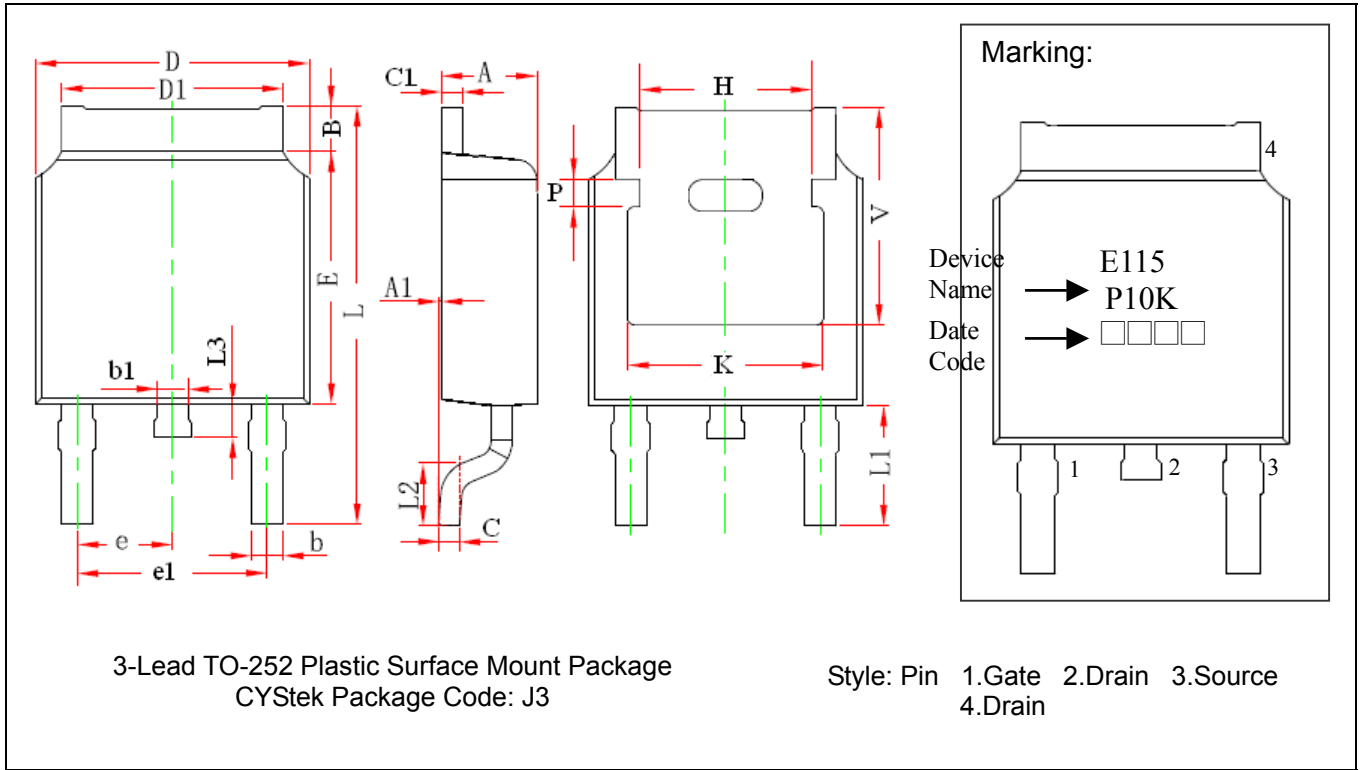 D
D1
B
E
L
L3
b1
e
e1
b
C1
A
A1
L2
C
H
P
V
K
L1
Marking:
4
Device
Name
E115
P10K
Date
Code
□□□□
1
2
3
3-Lead TO-252 Plastic Surface Mount Package
CYStek Package Code: J3
Style: Pin 1.Gate 2.Drain 3.Source
4.Drain